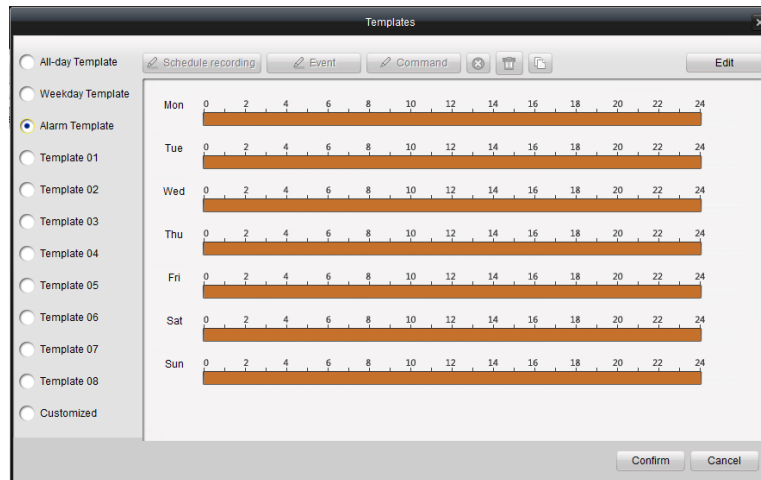 Templates
All-day Template Schedule recording Event Command Edit
Weekday Template
Alarm Template
Template 01
Template 02
Template 03
Template 04
Template 05
Template 06
Template 07
Template 08
Customized
Mon 0 2 4 6 8 10 12 14 16 18 20 22 24
Tue 0 2 4 6 8 10 12 14 16 18 20 22 24
Wed 0 2 4 6 8 10 12 14 16 18 20 22 24
Thu 0 2 4 6 8 10 12 14 16 18 20 22 24
Fri 0 2 4 6 8 10 12 14 16 18 20 22 24
Sat 0 2 4 6 8 10 12 14 16 18 20 22 24
Sun 0 2 4 6 8 10 12 14 16 18 20 22 24
Confirm Cancel